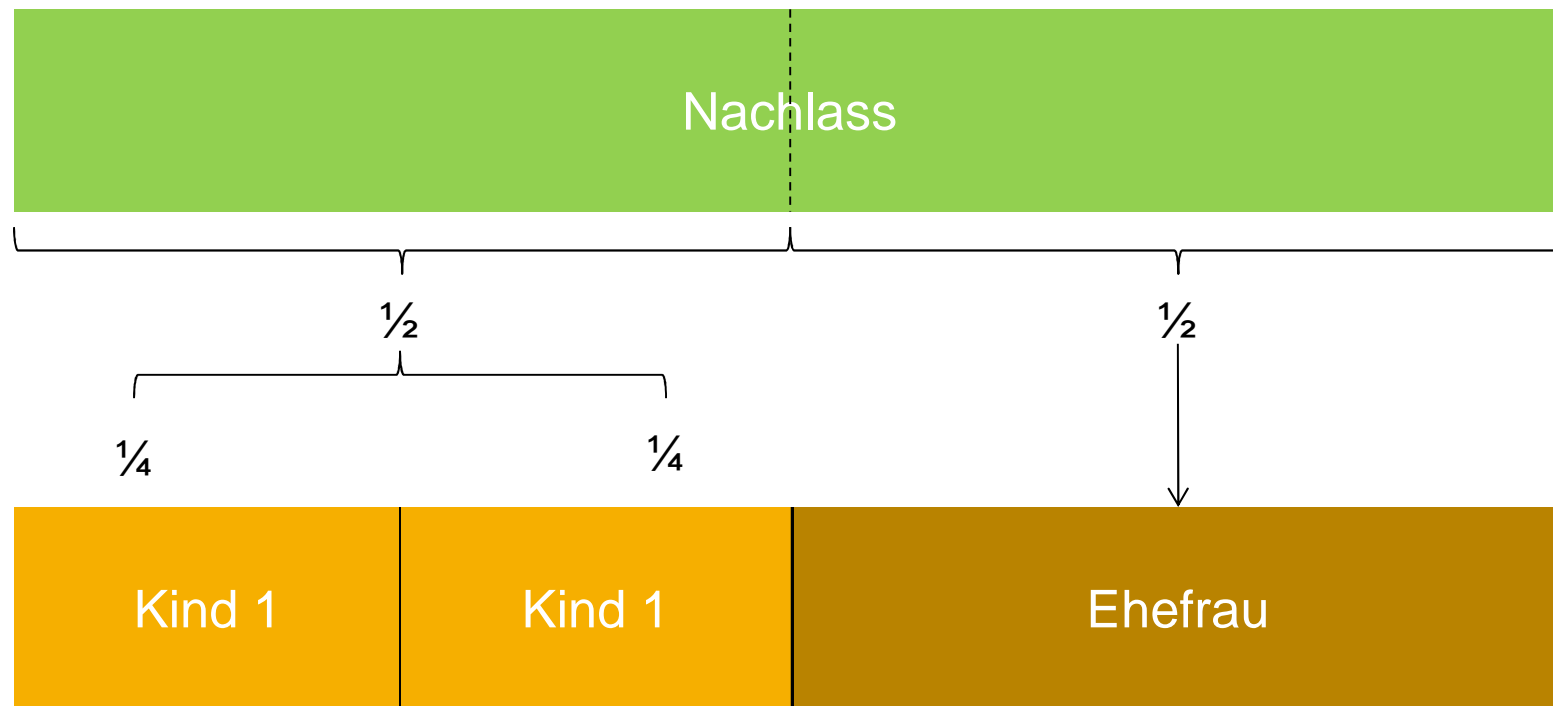 Nachlass
½ ½
¼ ¼
Kind 1 Kind 1 Ehefrau